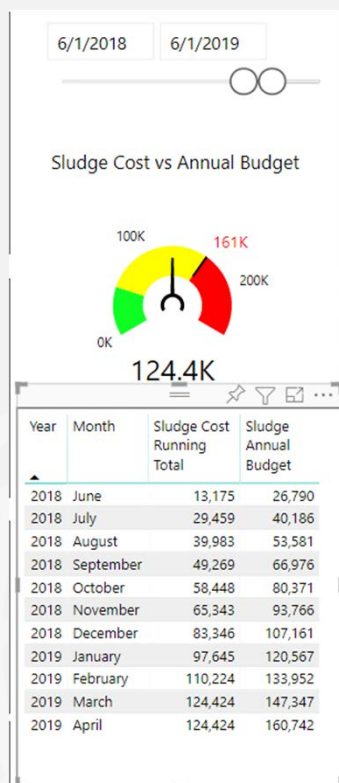 6/1/2018 6/1/2019
Sludge Cost vs Annual Budget
100K 161K
200K
0K
124.4K
Year Month Sludge Cost Running Total Sludge Annual Budget
2018 June 13,175 26,790
2018 July 29,459 40,186
2018 August 39,983 53,581
2018 September 49,269 66,976
2018 October 58,448 80,371
2018 November 65,343 93,766
2018 December 83,346 107,161
2019 January 97,645 120,567
2019 February 110,224 133,952
2019 March 124,424 147,347
2019 April 124,424 160,742